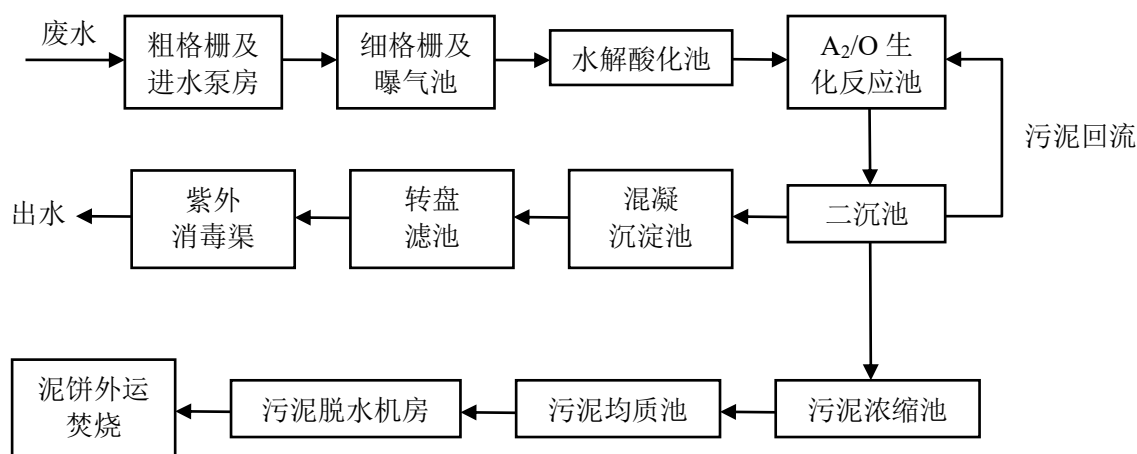 废水
粗格栅及
进水泵房
细格栅及
曝气池
水解酸化池
A₂/O 生
化反应池
污泥回流
出水
紫外
消毒渠
转盘
滤池
混凝
沉淀池
二沉池
泥饼外运
焚烧
污泥脱水机房
污泥均质池
污泥浓缩池